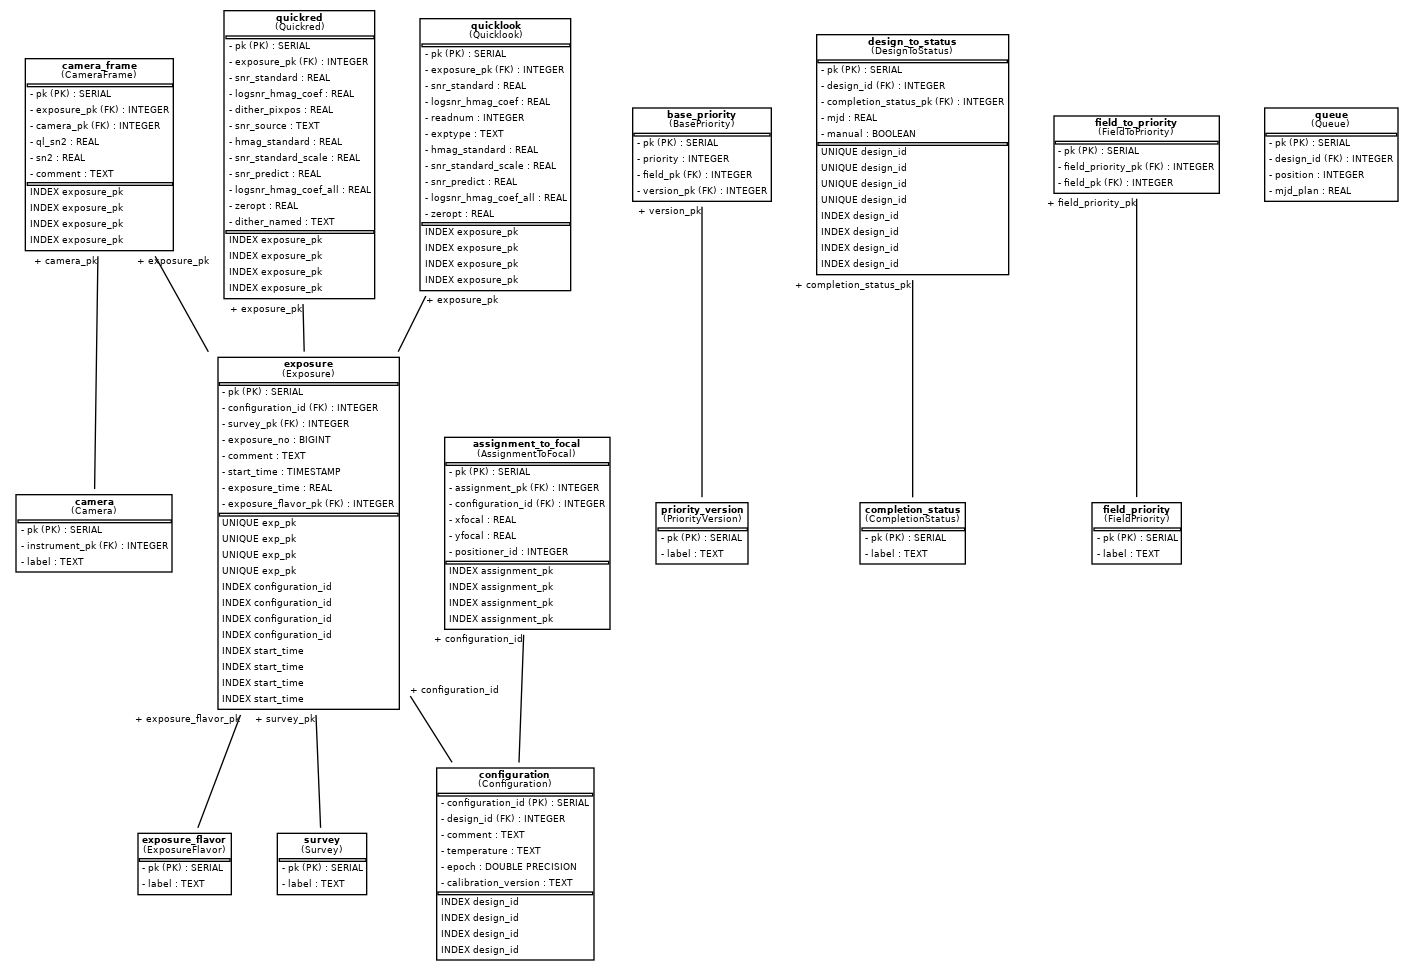 quickred
(Quickred)
- pk (PK) : SERIAL
- exposure_pk (FK) : INTEGER
- snr_standard : REAL
- logsnr_hmag_coef : REAL
- dither_pixpos : REAL
- snr_source : TEXT
- hmag_standard : REAL
- snr_standard_scale : REAL
- snr_predict : REAL
- logsnr_hmag_coef_all : REAL
- zeropt : REAL
- dither_named : TEXT
INDEX exposure_pk
INDEX exposure_pk
INDEX exposure_pk
INDEX exposure_pk
+ exposure_pk
quicklook
(Quicklook)
- pk (PK) : SERIAL
- exposure_pk (FK) : INTEGER
- snr_standard : REAL
- logsnr_hmag_coef : REAL
- readnum : INTEGER
- exptype : TEXT
- hmag_standard : REAL
- snr_standard_scale : REAL
- snr_predict : REAL
- logsnr_hmag_coef_all : REAL
- zeropt : REAL
INDEX exposure_pk
INDEX exposure_pk
INDEX exposure_pk
INDEX exposure_pk
+ exposure_pk
camera_frame
(CameraFrame)
- pk (PK) : SERIAL
- exposure_pk (FK) : INTEGER
- camera_pk (FK) : INTEGER
- ql_sn2 : REAL
- sn2 : REAL
- comment : TEXT
INDEX exposure_pk
INDEX exposure_pk
INDEX exposure_pk
INDEX exposure_pk
+ camera_pk
+ exposure_pk
base_priority
(BasePriority)
- pk (PK) : SERIAL
- priority : INTEGER
- field_pk (FK) : INTEGER
- version_pk (FK) : INTEGER
+ version_pk
design_to_status
(DesignToStatus)
- pk (PK) : SERIAL
- design_id (FK) : INTEGER
- completion_status_pk (FK) : INTEGER
- mjd : REAL
- manual : BOOLEAN
UNIQUE design_id
UNIQUE design_id
UNIQUE design_id
UNIQUE design_id
INDEX design_id
INDEX design_id
INDEX design_id
INDEX design_id
+ completion_status_pk
field_to_priority
(FieldToPriority)
- pk (PK) : SERIAL
- field_priority_pk (FK) : INTEGER
- field_pk (FK) : INTEGER
+ field_priority_pk
queue
(Queue)
- pk (PK) : SERIAL
- design_id (FK) : INTEGER
- position : INTEGER
- mjd_plan : REAL
exposure
(Exposure)
- pk (PK) : SERIAL
- configuration_id (FK) : INTEGER
- survey_pk (FK) : INTEGER
- exposure_no : BIGINT
- comment : TEXT
- start_time : TIMESTAMP
- exposure_time : REAL
- exposure_flavor_pk (FK) : INTEGER
UNIQUE exp_pk
UNIQUE exp_pk
UNIQUE exp_pk
UNIQUE exp_pk
INDEX configuration_id
INDEX configuration_id
INDEX configuration_id
INDEX configuration_id
INDEX start_time
INDEX start_time
INDEX start_time
INDEX start_time
+ exposure_flavor_pk
+ survey_pk
+ configuration_id
assignment_to_focal
(AssignmentToFocal)
- pk (PK) : SERIAL
- assignment_pk (FK) : INTEGER
- configuration_id (FK) : INTEGER
- xfocal : REAL
- yfocal : REAL
- positioner_id : INTEGER
INDEX assignment_pk
INDEX assignment_pk
INDEX assignment_pk
INDEX assignment_pk
+ configuration_id
camera
(Camera)
- pk (PK) : SERIAL
- instrument_pk (FK) : INTEGER
- label : TEXT
priority_version
(PriorityVersion)
- pk (PK) : SERIAL
- label : TEXT
completion_status
(CompletionStatus)
- pk (PK) : SERIAL
- label : TEXT
field_priority
(FieldPriority)
- pk (PK) : SERIAL
- label : TEXT
exposure_flavor
(ExposureFlavor)
- pk (PK) : SERIAL
- label : TEXT
survey
(Survey)
- pk (PK) : SERIAL
- label : TEXT
configuration
(Configuration)
- configuration_id (PK) : SERIAL
- design_id (FK) : INTEGER
- comment : TEXT
- temperature : TEXT
- epoch : DOUBLE PRECISION
- calibration_version : TEXT
INDEX design_id
INDEX design_id
INDEX design_id
INDEX design_id